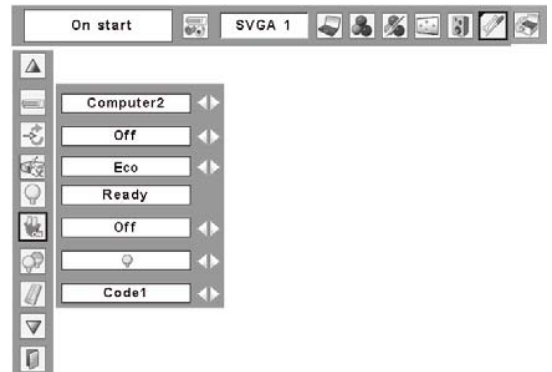 On start
SVGA 1
Computer2
Off
Eco
Ready
Off
Code1